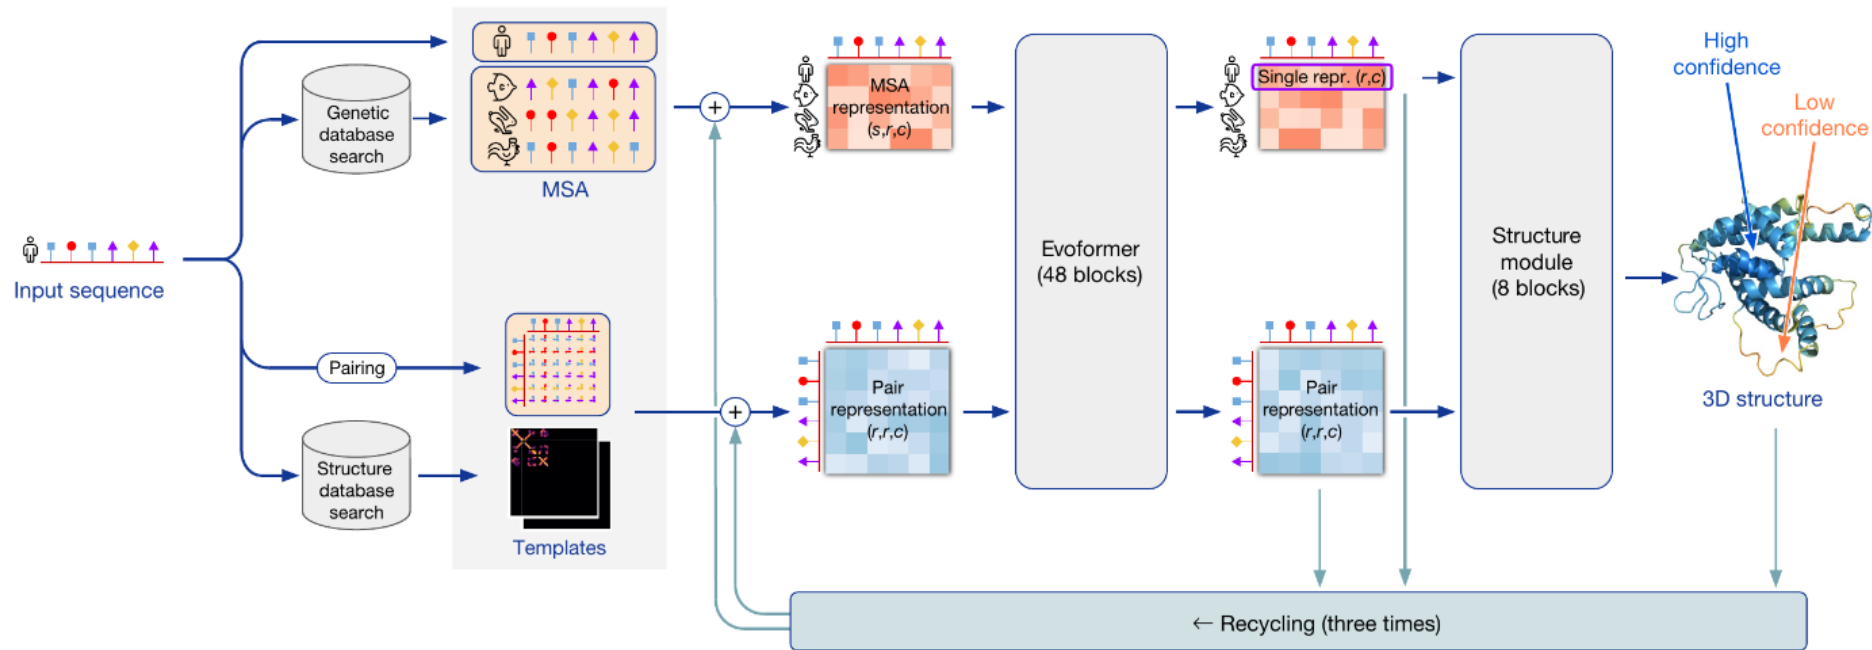 Input sequence
Genetic
database
search
Pairing
Structure
database
search
MSA
Templates
+
+
MSA
representation
(s,r,c)
Pair
representation
(r,r,c)
Evoformer
(48 blocks)
Single repr. (r,c)
Pair
representation
(r,r,c)
Structure
module
(8 blocks)
High
confidence
Low
confidence
3D structure
← Recycling (three times)